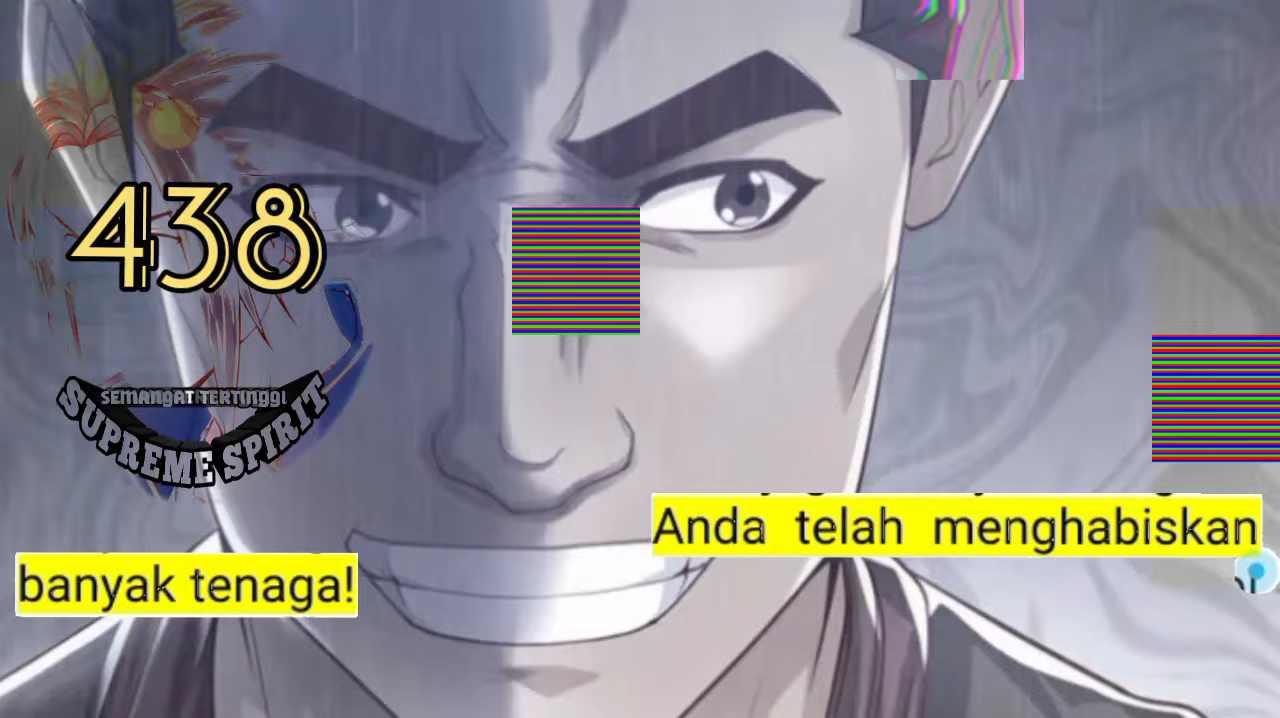 438
SEMANGAT TERTINGGI
SUPREME SPIRIT
Anda telah menghabiskan
banyak tenaga!